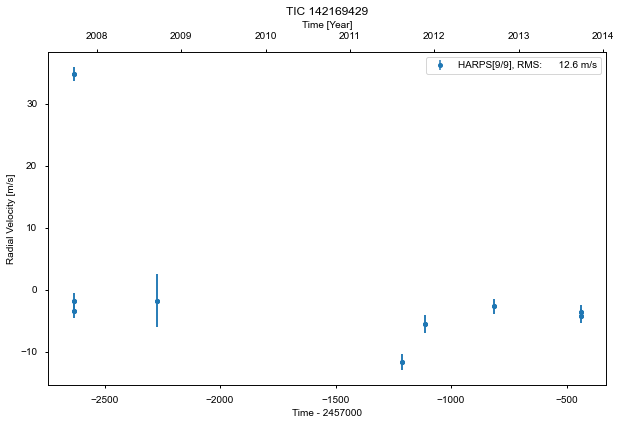 TIC 142169429
Time [Year]
2008 2009 2010 2011 2012 2013 2014
HARPS[9/9], RMS: 12.6 m/s
Radial Velocity [m/s]
30
20
10
0
−10
−2500 −2000 −1500 −1000 −500
Time - 2457000